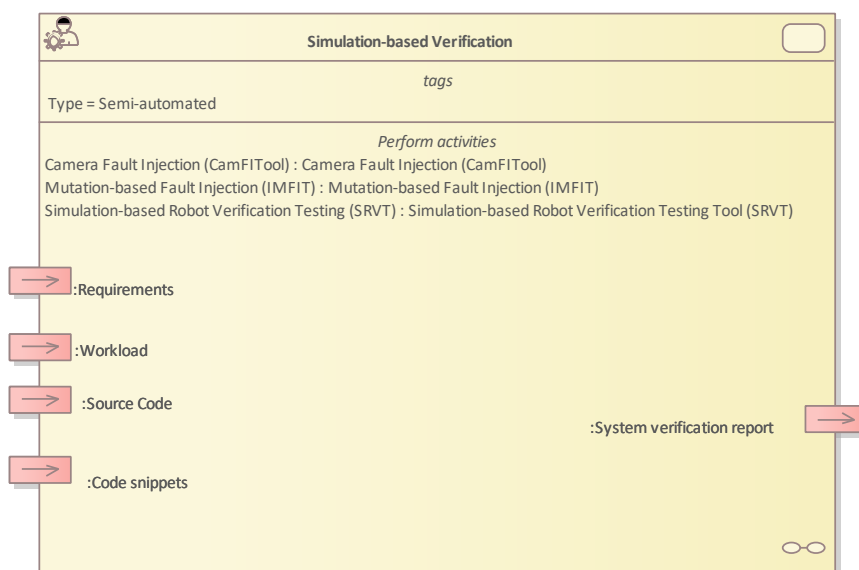 Simulation-based Verification
tags
Type = Semi-automated
Perform activities
Camera Fault Injection (CamFITool) : Camera Fault Injection (CamFITool)
Mutation-based Fault Injection (IMFIT) : Mutation-based Fault Injection (IMFIT)
Simulation-based Robot Verification Testing (SRVT) : Simulation-based Robot Verification Testing Tool (SRVT)
:Requirements
:Workload
:Source Code
:System verification report
:Code snippets